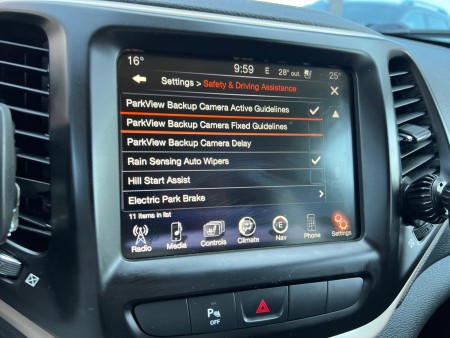 16°
9:59 E 28° out.
25°
Settings > Safety & Driving Assistance
ParkView Backup Camera Active Guidelines
ParkView Backup Camera Fixed Guidelines
ParkView Backup Camera Delay
Rain Sensing Auto Wipers
Hill Start Assist
Electric Park Brake
11 items in list
Radio
Media
Controls
Climate
E
Nav
Phone
Settings
P
OFF